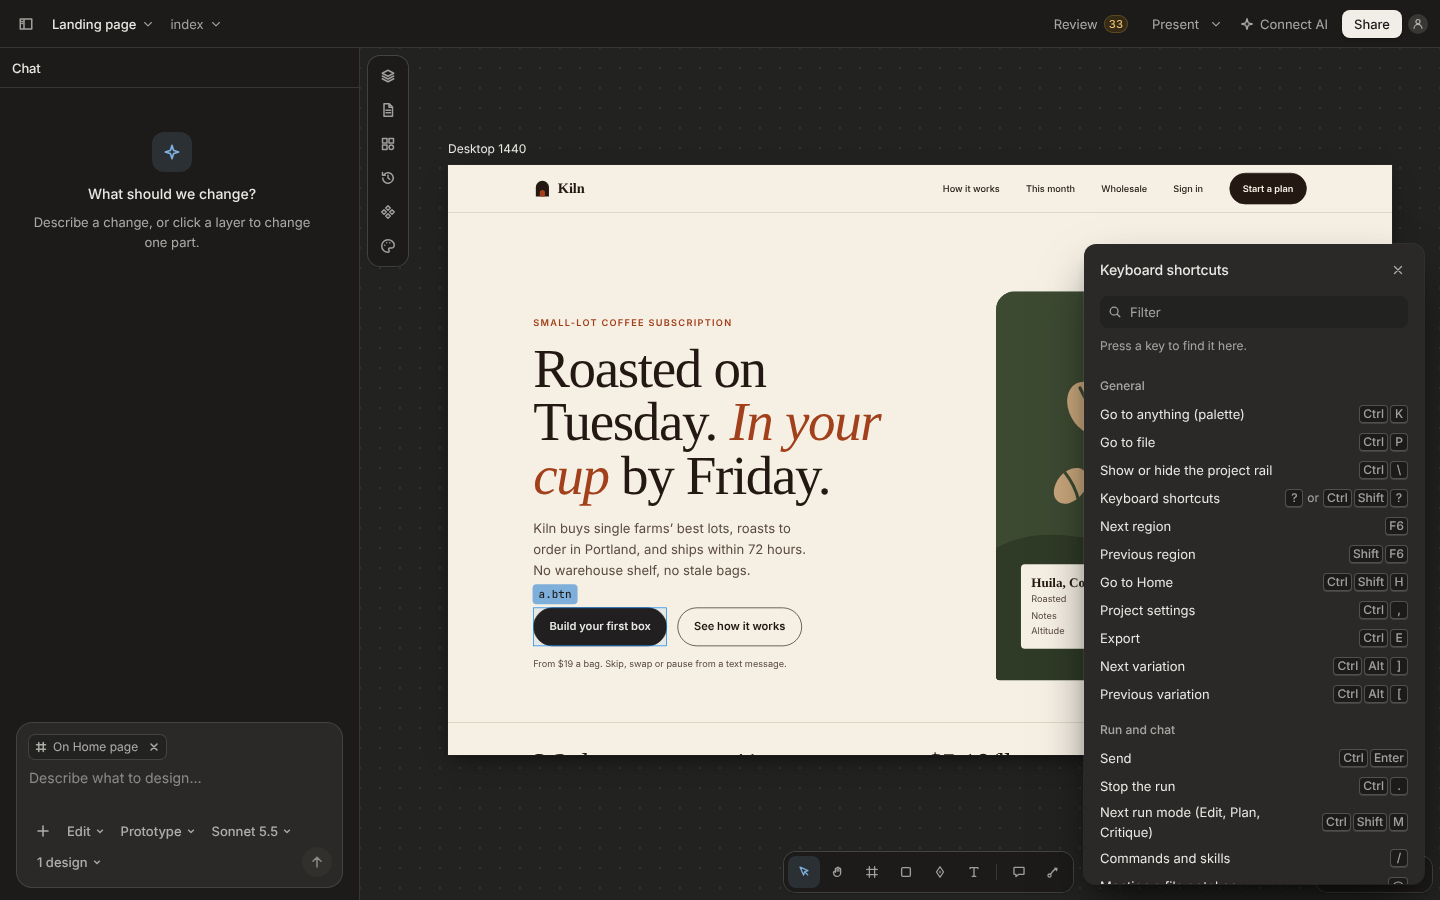 Landing page
index
Review 33
Present
Connect AI
Share
Chat
What should we change?
Describe a change, or click a layer to change
one part.
On Home page
Describe what to design...
Edit
Prototype
Sonnet 5.5
1 design
Desktop 1440
Kiln
How it works
This month
Wholesale
Sign in
Start a plan
SMALL-LOT COFFEE SUBSCRIPTION
Roasted on
Tuesday. In your
cup by Friday.
Kiln buys single farms’ best lots, roasts to
order in Portland, and ships within 72 hours.
No warehouse shelf, no stale bags.
a.btn
Build your first box
See how it works
From $19 a bag. Skip, swap or pause from a text message.
Huila, Co
Roasted
Notes
Altitude
Keyboard shortcuts
Filter
Press a key to find it here.
General
Go to anything (palette) Ctrl K
Go to file Ctrl P
Show or hide the project rail Ctrl \
Keyboard shortcuts ? or Ctrl Shift ?
Next region F6
Previous region Shift F6
Go to Home Ctrl Shift H
Project settings Ctrl ,
Export Ctrl E
Next variation Ctrl Alt ]
Previous variation Ctrl Alt [
Run and chat
Send Ctrl Enter
Stop the run Ctrl .
Next run mode (Edit, Plan,
Critique) Ctrl Shift M
Commands and skills /